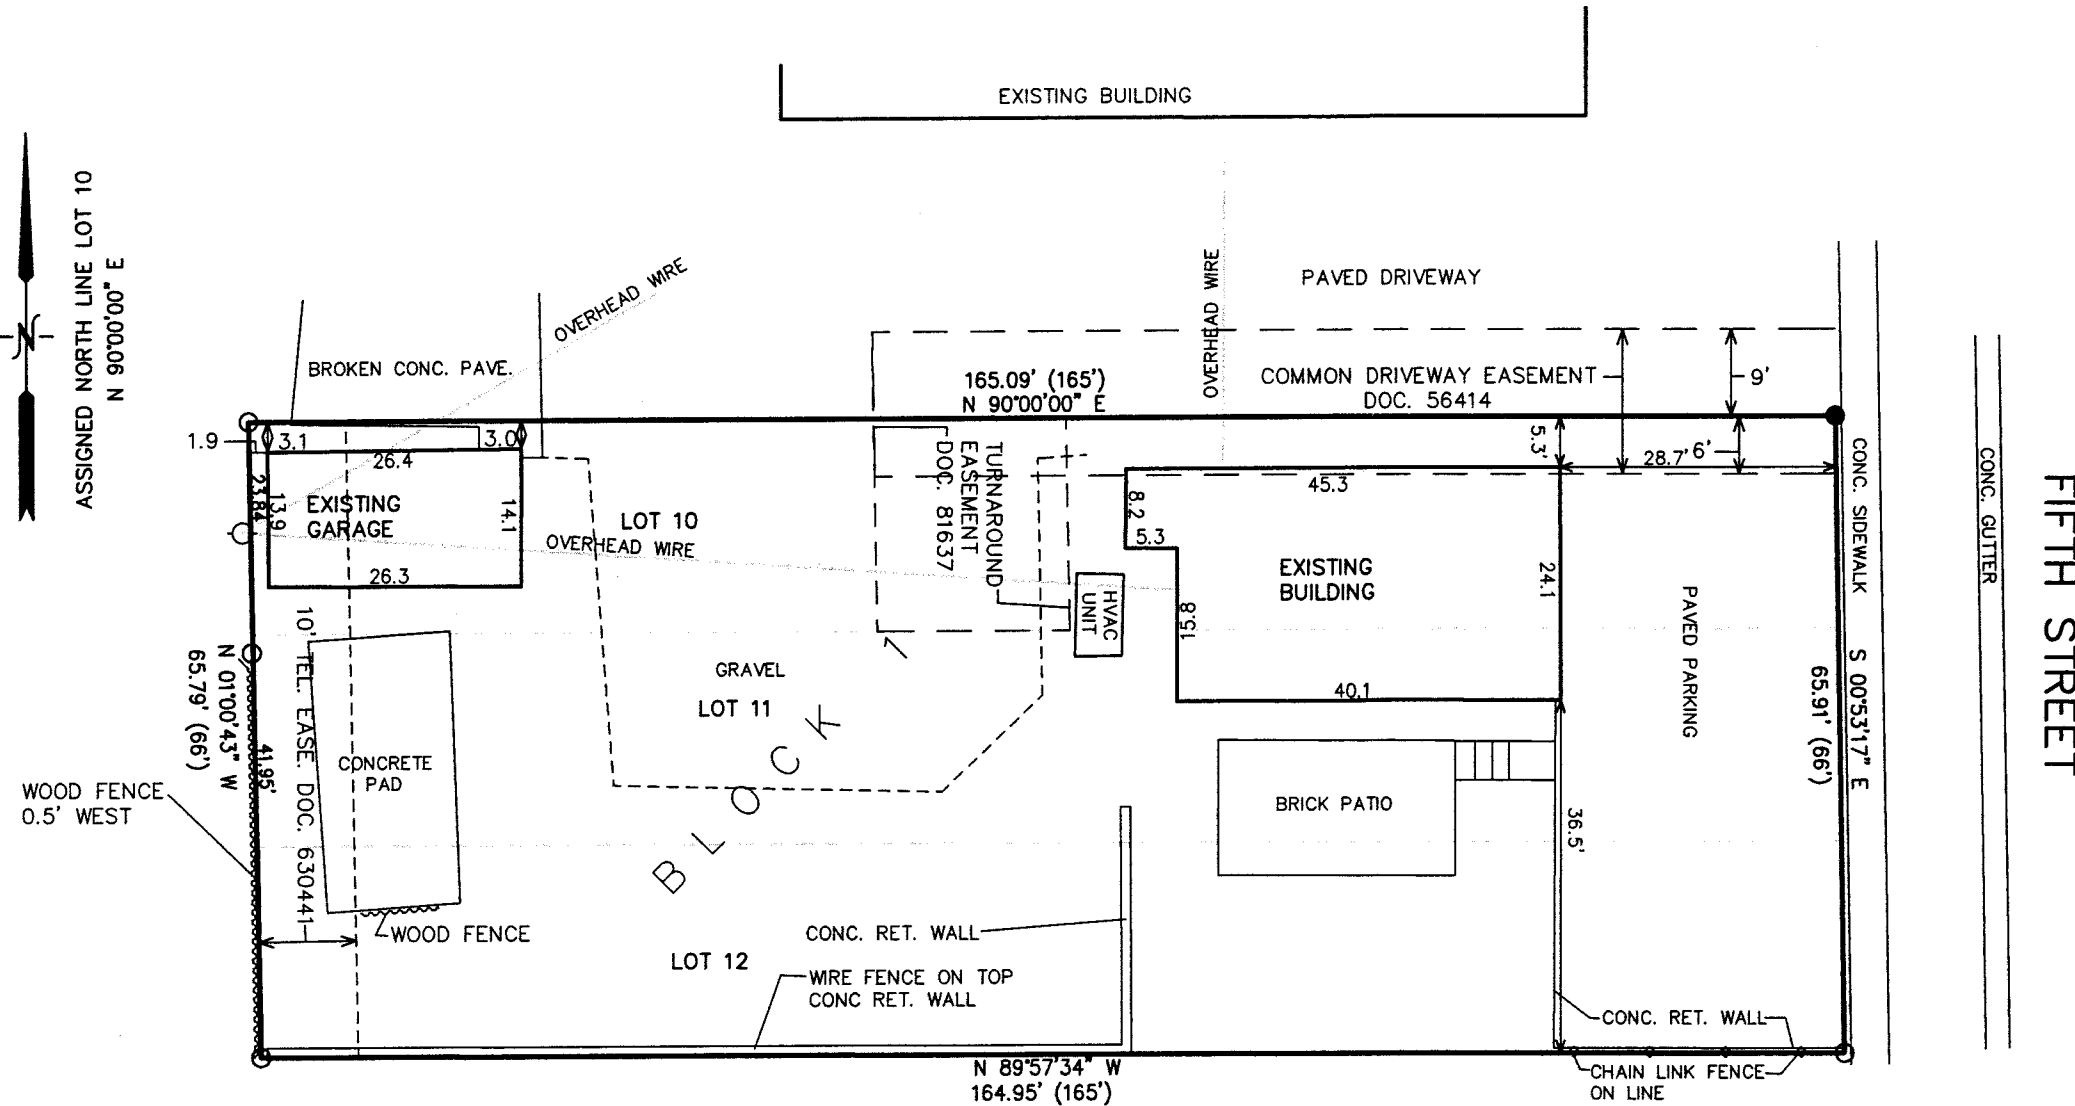 EXISTING BUILDING
ASSIGNED NORTH LINE LOT 10
N 90°00'00" E
N
OVERHEAD WIRE
OVERHEAD WIRE
PAVED DRIVEWAY
BROKEN CONC. PAVE.
165.09' (165')
N 90°00'00" E
COMMON DRIVEWAY EASEMENT
DOC. 56414
9'
1.9
3.1
3.0
26.4
5.3'
28.7'
6'
45.3
23.84
13.9
EXISTING
GARAGE
14.1
26.3
LOT 10
OVERHEAD WIRE
TURNAROUND
EASEMENT
DOC. 81637
8.2
5.3
HVAC
UNIT
15.8
EXISTING
BUILDING
24.1
40.1
PAVED PARKING
CONC. SIDEWALK
S 00°53'17" E
65.91' (66')
CONC. GUTTER
FIFTH STREET
10' TEL. EASE. DOC. 630441
N 01°00'43" W
65.79' (66')
41.95'
GRAVEL
LOT 11
BLOCK 7
CONCRETE
PAD
WOOD FENCE
0.5' WEST
BRICK PATIO
36.5'
WOOD FENCE
CONC. RET. WALL
LOT 12
WIRE FENCE ON TOP
CONC RET. WALL
CONC. RET. WALL
N 89°57'34" W
164.95' (165')
CHAIN LINK FENCE
ON LINE